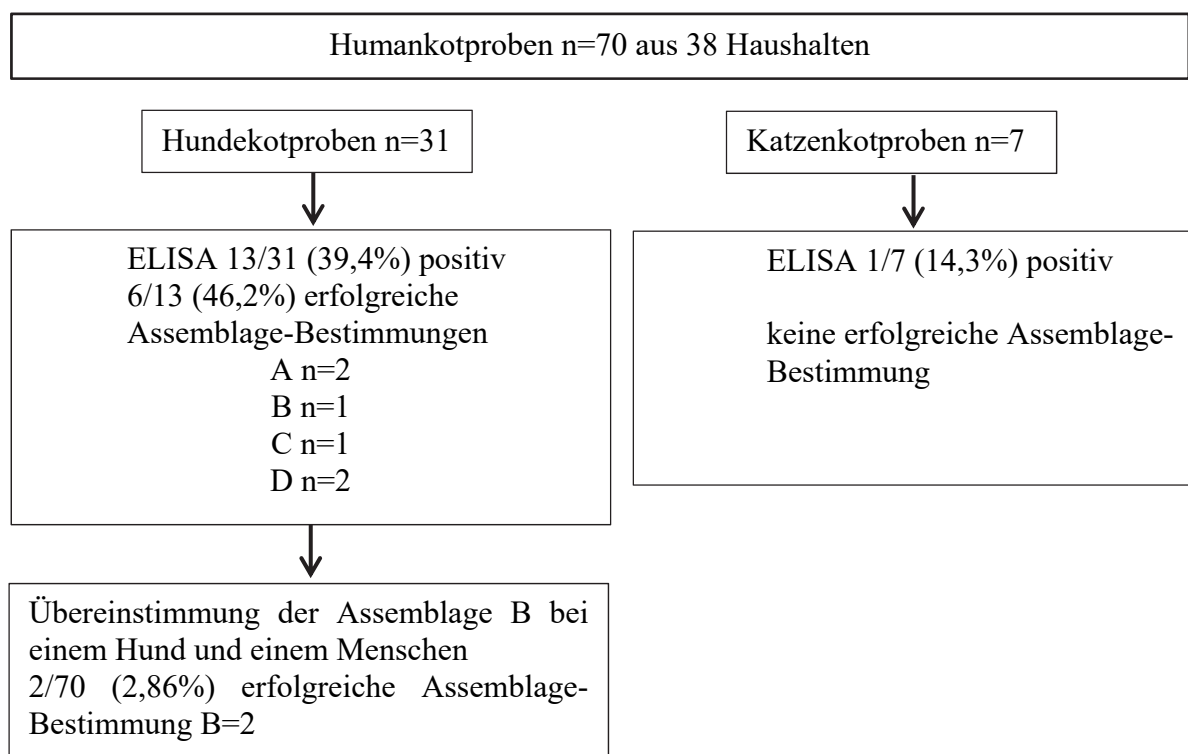 Humankotproben n=70 aus 38 Haushalten
Hundekotproben n=31
Katzenkotproben n=7
ELISA 13/31 (39,4%) positiv
6/13 (46,2%) erfolgreiche
Assemblage-Bestimmungen
A n=2
B n=1
C n=1
D n=2
ELISA 1/7 (14,3%) positiv
keine erfolgreiche Assemblage-
Bestimmung
Übereinstimmung der Assemblage B bei
einem Hund und einem Menschen
2/70 (2,86%) erfolgreiche Assemblage-
Bestimmung B=2